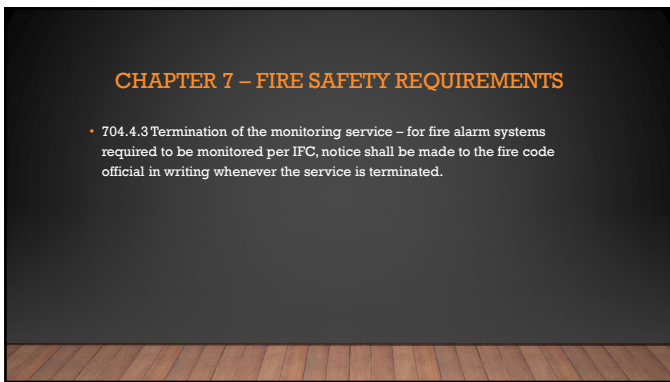 CHAPTER 7 – FIRE SAFETY REQUIREMENTS
• 704.4.3 Termination of the monitoring service – for fire alarm systems
required to be monitored per IFC, notice shall be made to the fire code
official in writing whenever the service is terminated.